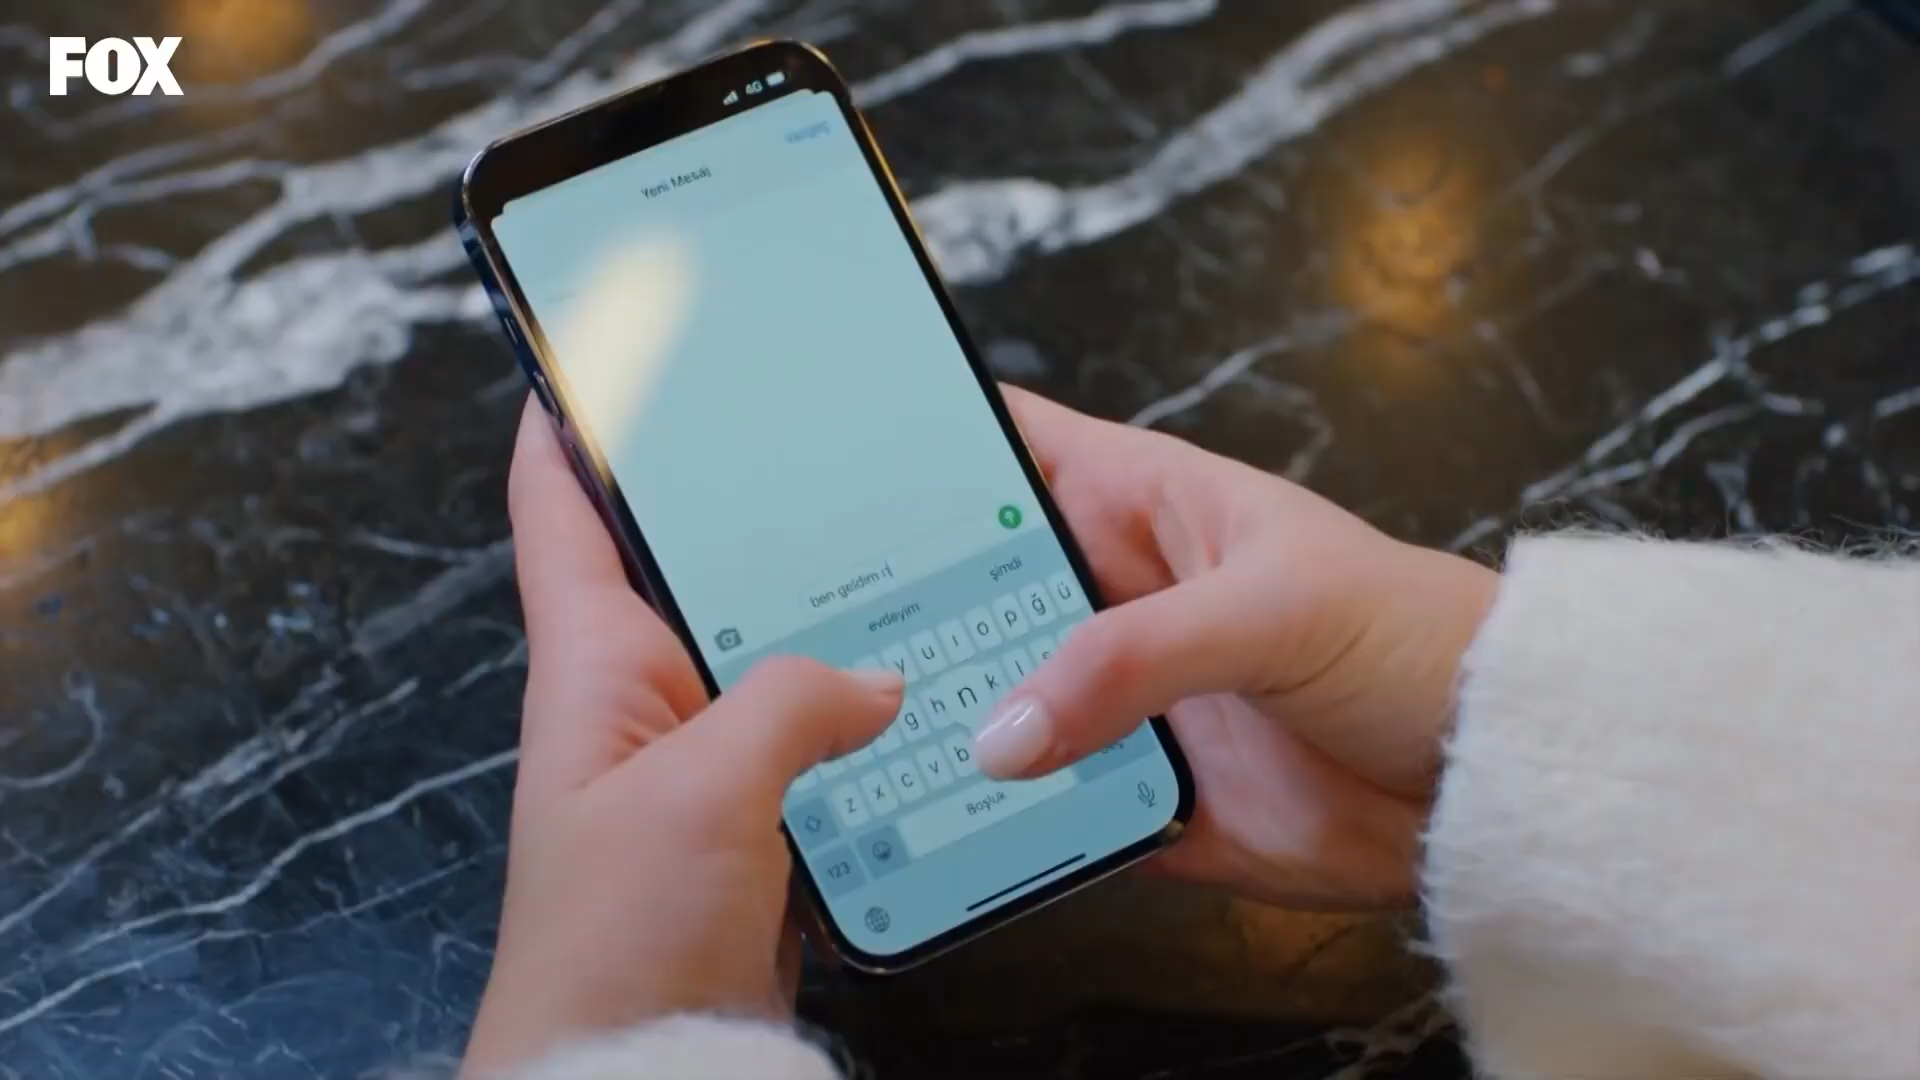 FOX
4G
Vazgeç
Yeni Mesaj
ben geldim n
evdeyim
şimdi
y u ı o p ğ ü
g h n k l ş
z x c v b
123
Boşluk